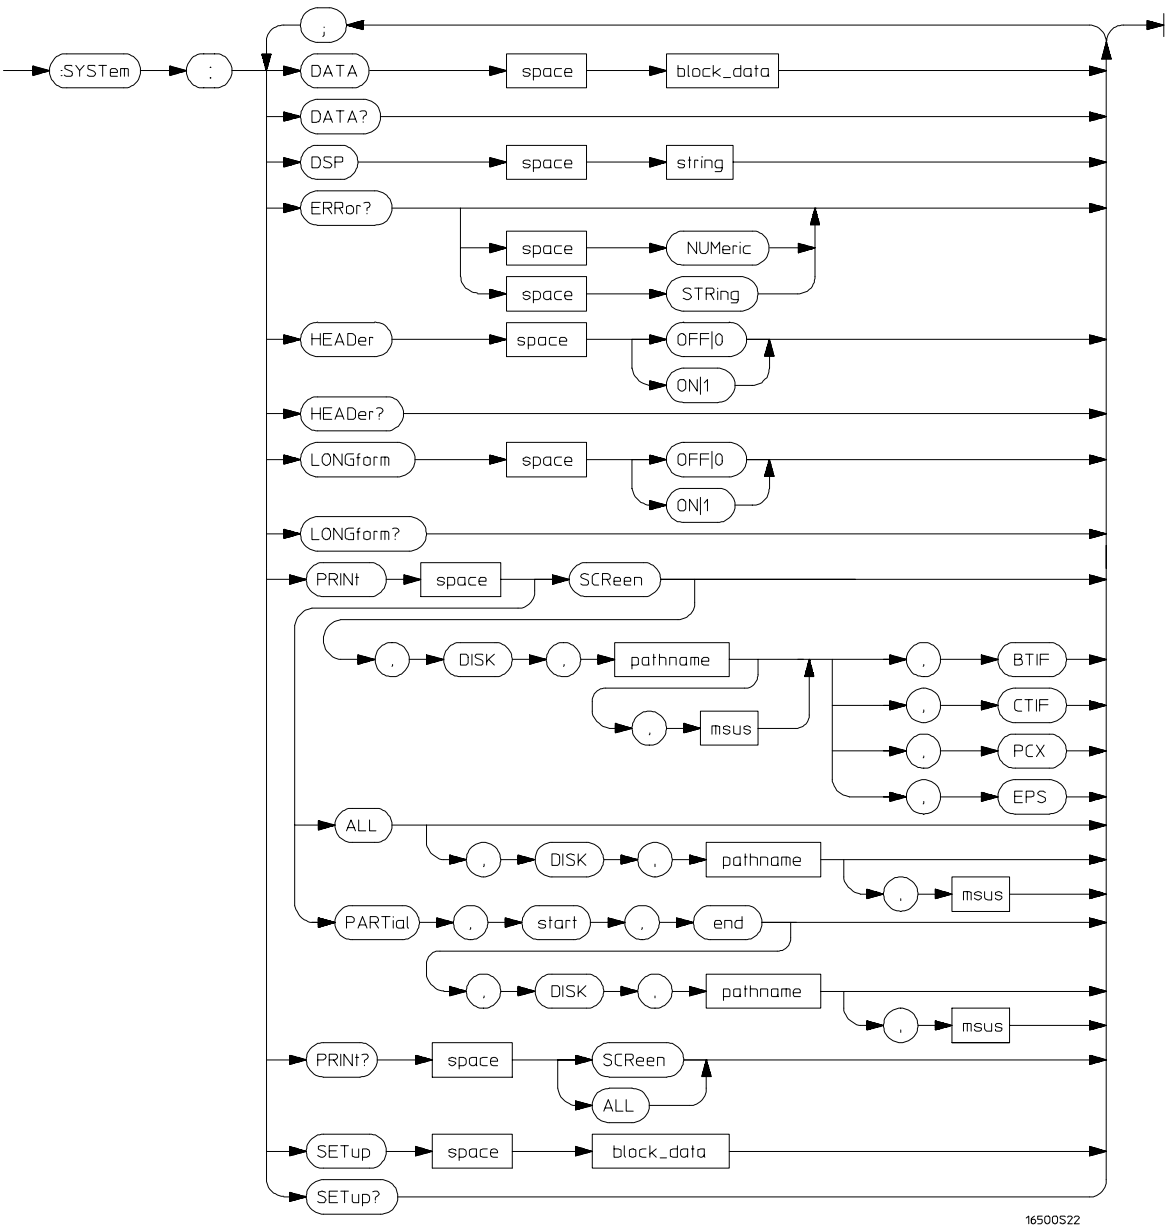 ;
:SYSTem : DATA space block_data
DATA?
DSP space string
ERRor?
space NUMeric
space STRing
HEADer space OFF|0
ON|1
HEADer?
LONGform space OFF|0
ON|1
LONGform?
PRINt space SCReen
, DISK , pathname , BTIF
, msus , CTIF
, PCX
, EPS
ALL
, DISK , pathname
, msus
PARTial , start , end
, DISK , pathname
, msus
PRINt? space SCReen
ALL
SETup space block_data
SETup?
16500S22